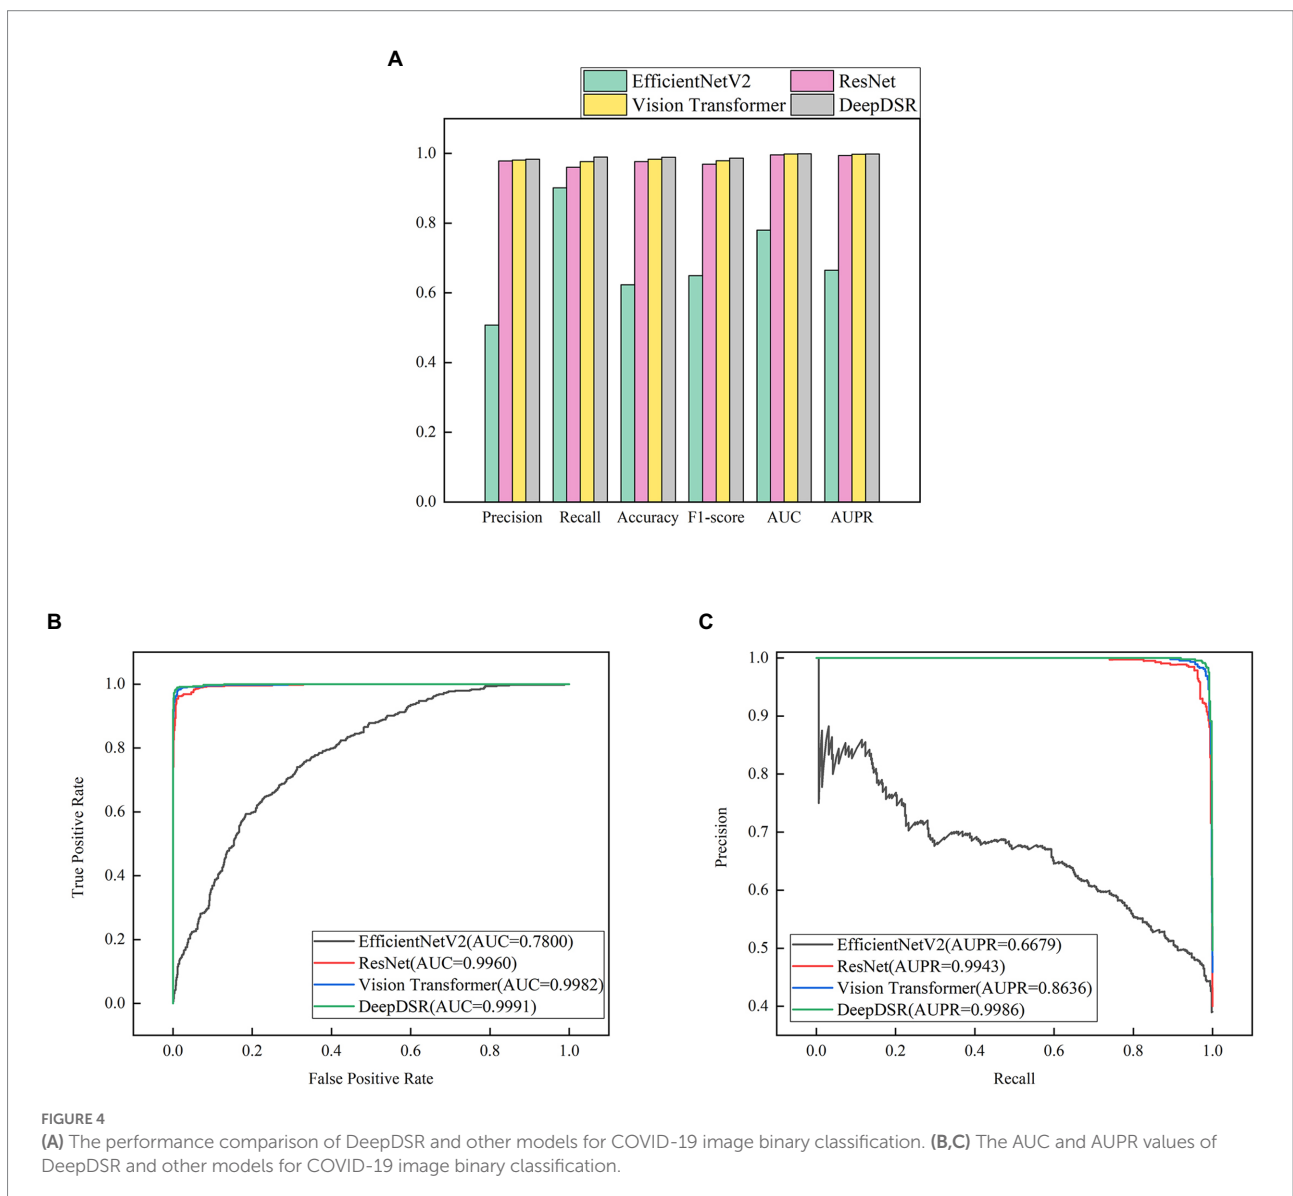 A
EfficientNetV2 ResNet
Vision Transformer DeepDSR
1.0
0.8
0.6
0.4
0.2
0.0
Precision Recall Accuracy F1-score AUC AUPR
B
1.0
0.8
0.6
0.4
0.2
0.0
True Positive Rate
EfficientNetV2(AUC=0.7800)
ResNet(AUC=0.9960)
Vision Transformer(AUC=0.9982)
DeepDSR(AUC=0.9991)
0.0 0.2 0.4 0.6 0.8 1.0
False Positive Rate
C
1.0
0.9
0.8
0.7
0.6
0.5
0.4
Precision
EfficientNetV2(AUPR=0.6679)
ResNet(AUPR=0.9943)
Vision Transformer(AUPR=0.8636)
DeepDSR(AUPR=0.9986)
0.0 0.2 0.4 0.6 0.8 1.0
Recall
FIGURE 4
(A) The performance comparison of DeepDSR and other models for COVID-19 image binary classification. (B,C) The AUC and AUPR values of
DeepDSR and other models for COVID-19 image binary classification.